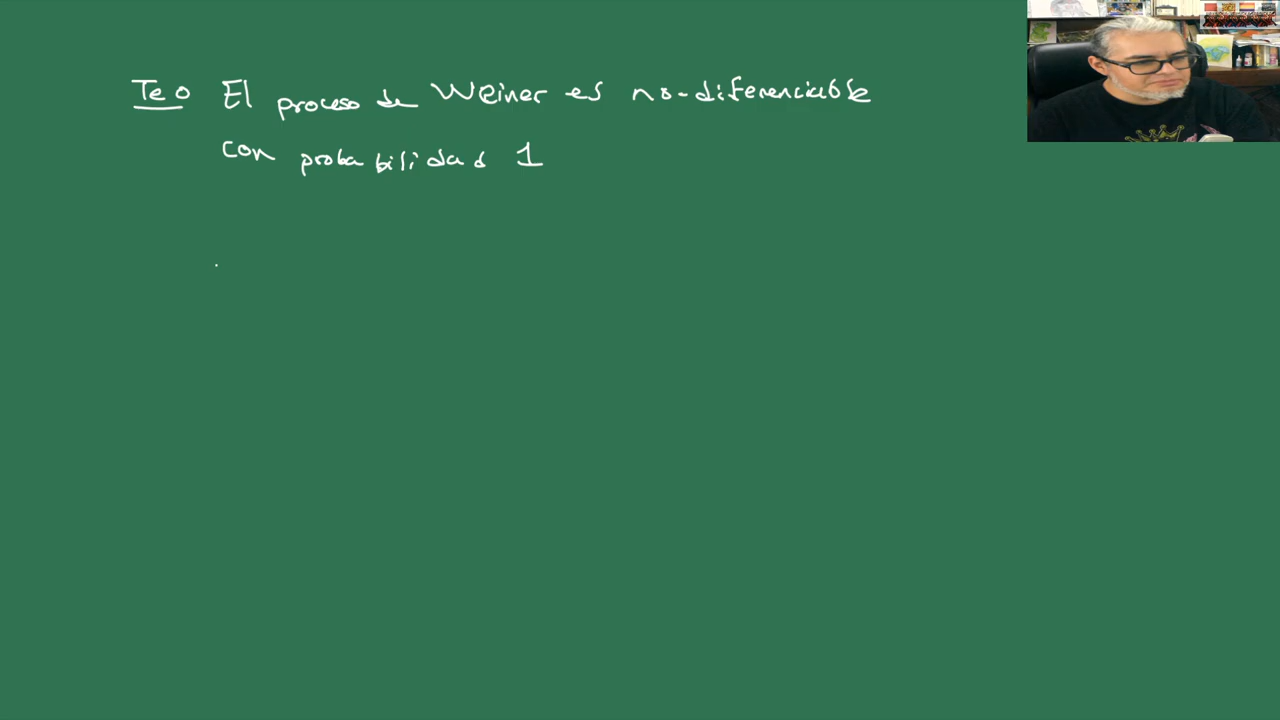 Teo El proceso de Weiner es no-diferenciable
con probabilidad 1